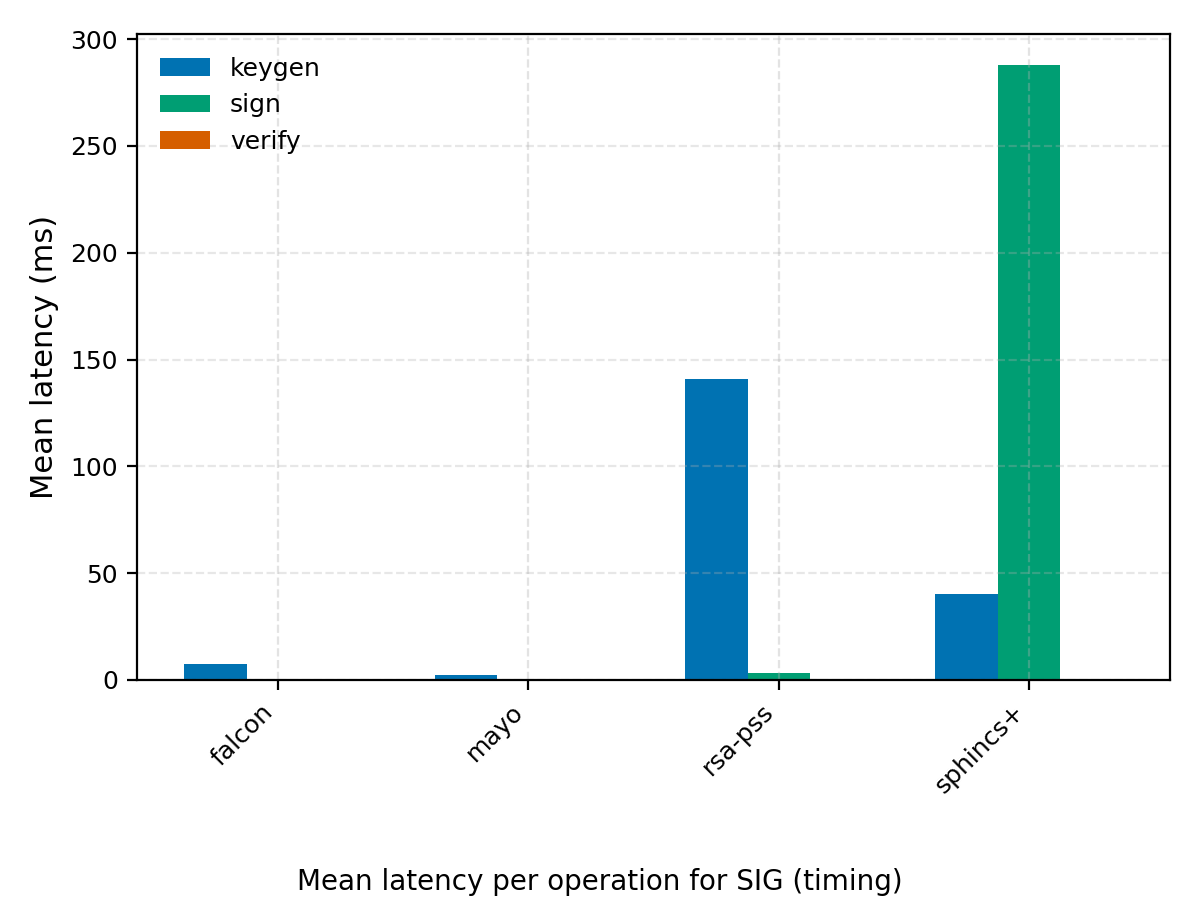 300
250
200
150
100
50
0
Mean latency (ms)
keygen
sign
verify
falcon
mayo
rsa-pss
sphincs+
Mean latency per operation for SIG (timing)